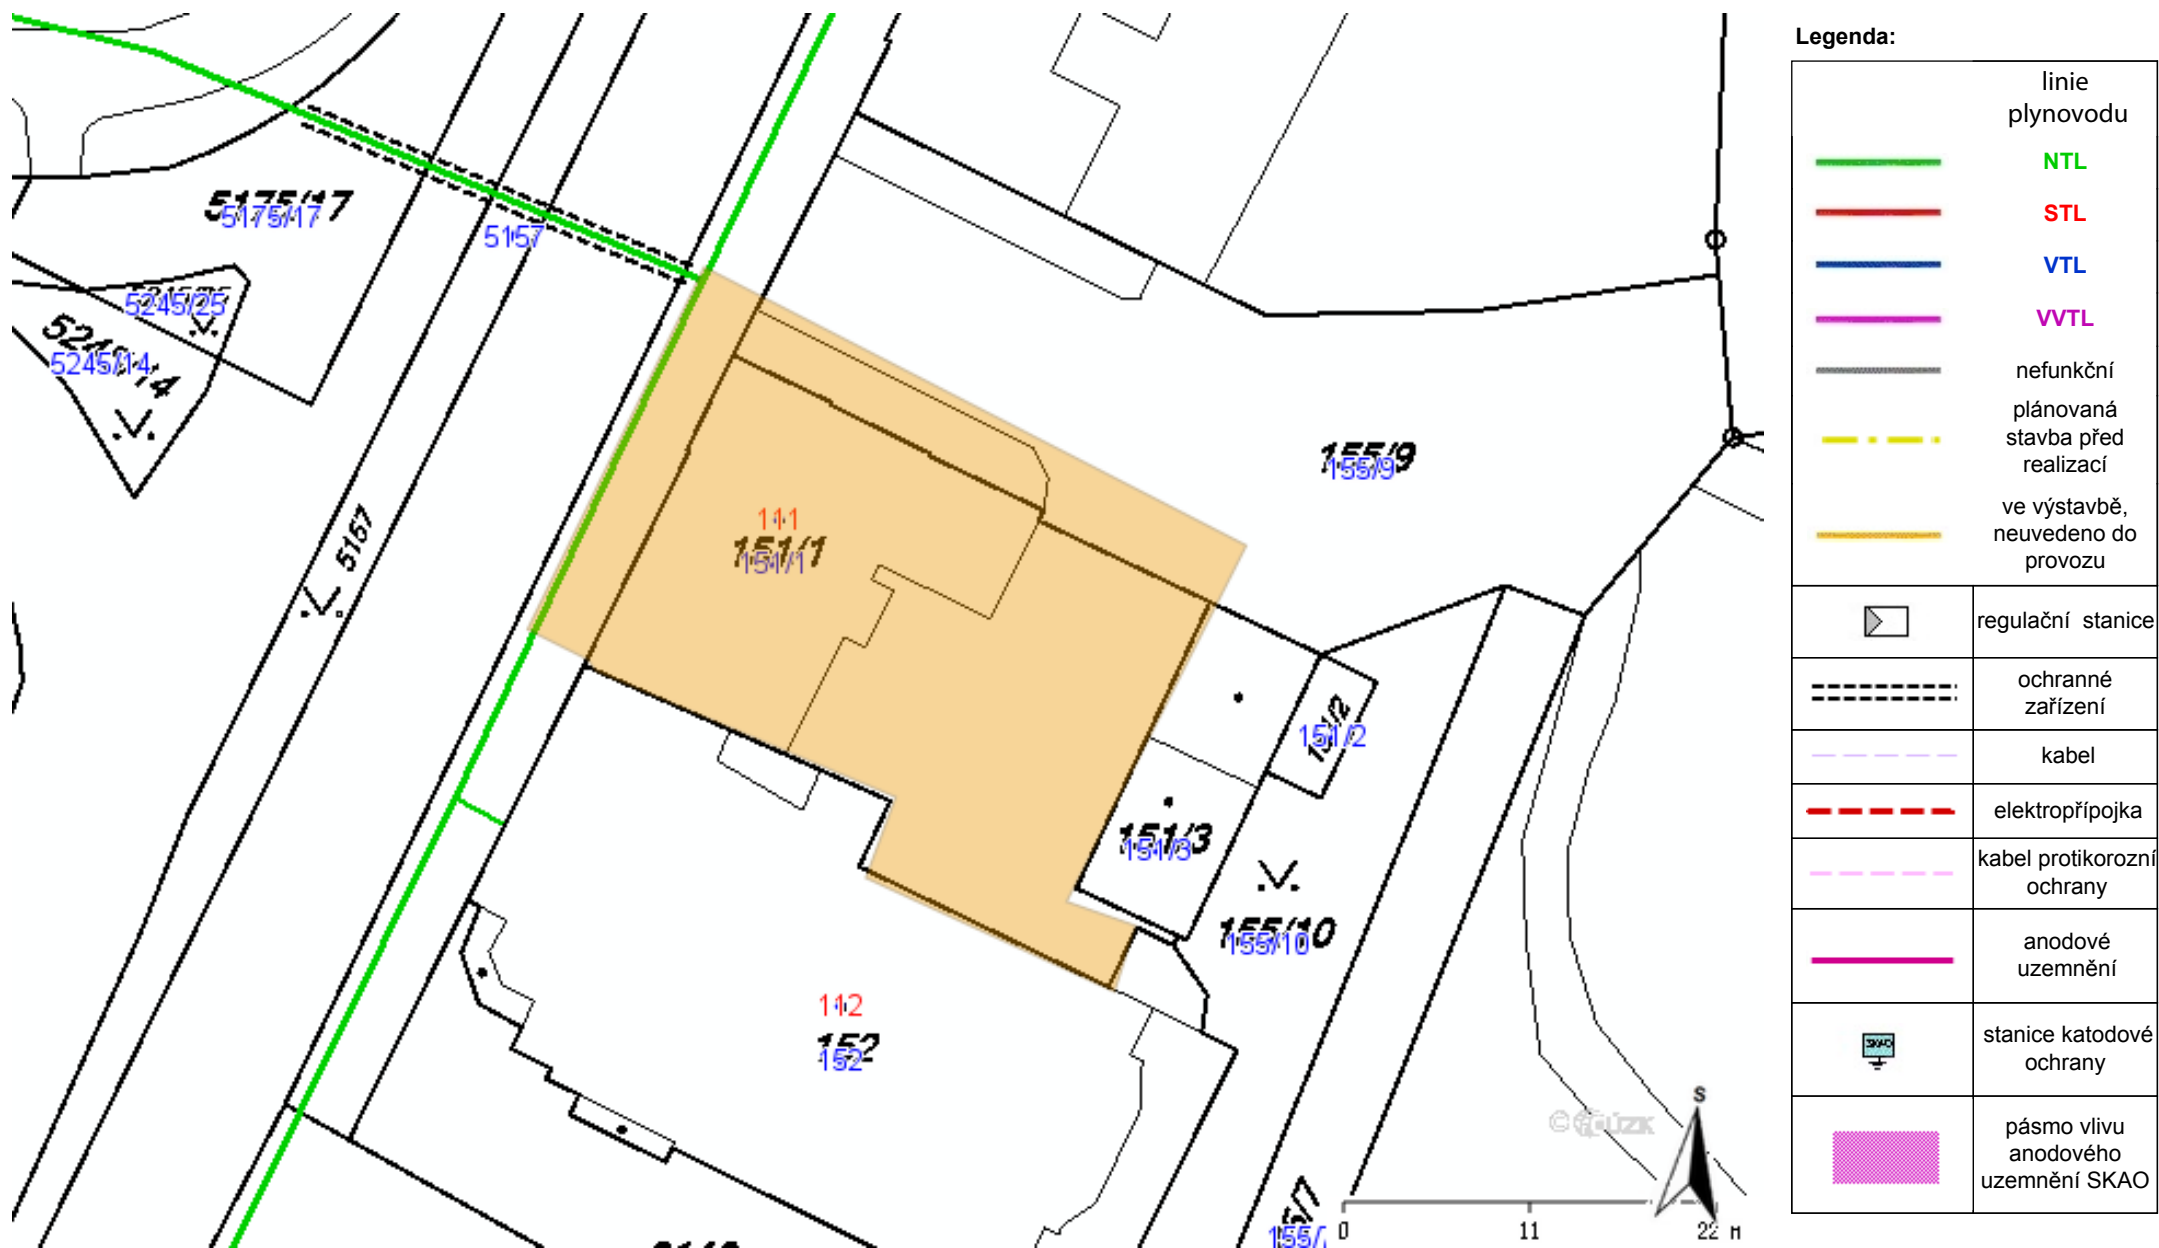 5175/17
5175/17
5157
5245/25
5245/14
5167
111
151/1
151/1
155/9
155/9
151/2
151/2
151/3
151/3
155/10
155/10
112
152
152
S
0 11 22
Legenda:
linie
plynovodu
NTL
STL
VTL
VVTL
nefunkční
plánovaná
stavba před
realizací
ve výstavbě,
neuvedeno do
provozu
regulační stanice
ochranné
zařízení
kabel
elektropřípojka
kabel protikorozní
ochrany
anodové
uzemnění
SKAO
stanice katodové
ochrany
pásmo vlivu
anodového
uzemnění SKAO